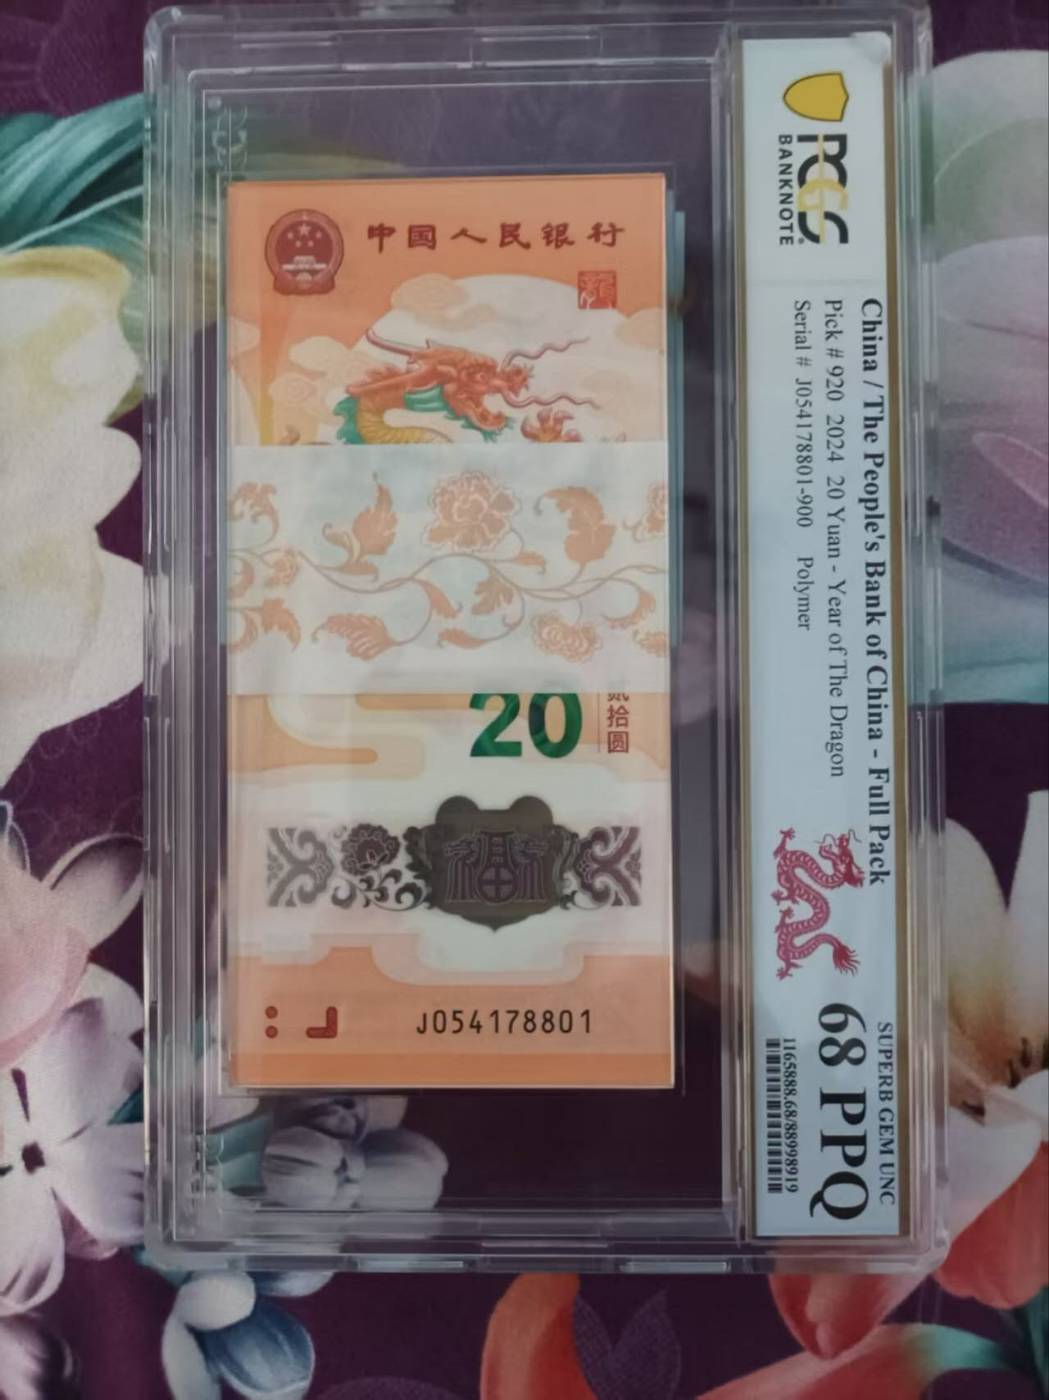 中国人民银行
20
贰拾圆
J054178801
PCGS
BANKNOTE
China / The People's Bank of China - Full Pack
Pick # 920 2024 20 Yuan - Year of The Dragon
Serial # J054178801-900 Polymer
SUPERB GEM UNC
68 PPQ
1165888.68/88998919